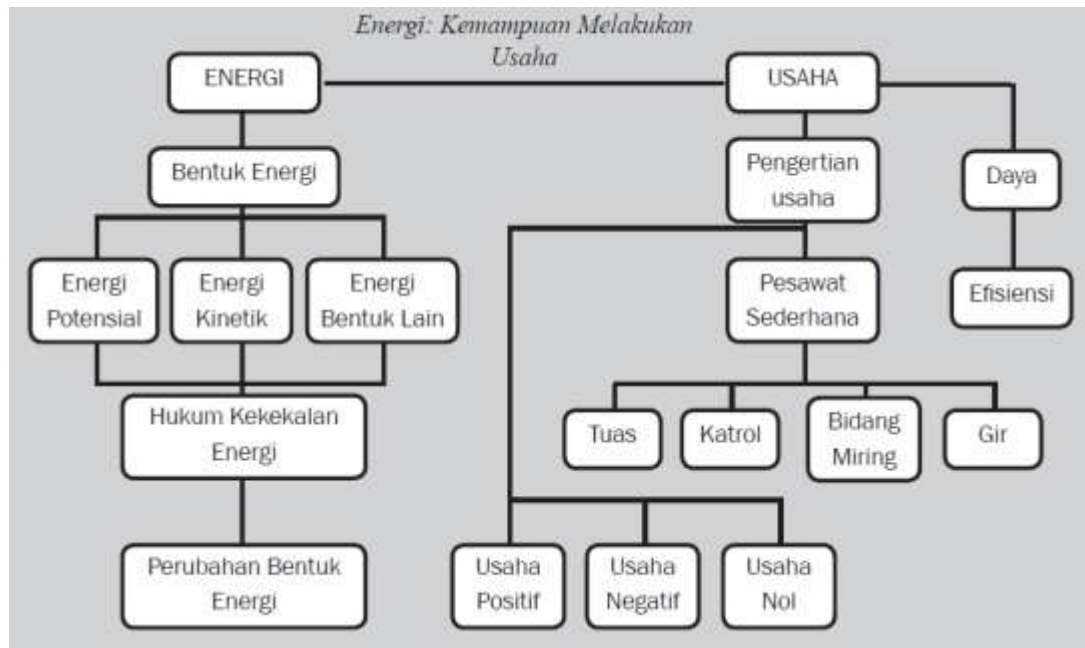 Energi: Kemampuan Melakukan
Usaha
ENERGI
USAHA
Bentuk Energi
Pengertian
usaha
Daya
Energi
Potensial
Energi
Kinetik
Energi
Bentuk Lain
Pesawat
Sederhana
Efisiensi
Hukum Kekekalan
Energi
Tuas
Katrol
Bidang
Miring
Gir
Perubahan Bentuk
Energi
Usaha
Positif
Usaha
Negatif
Usaha
Nol